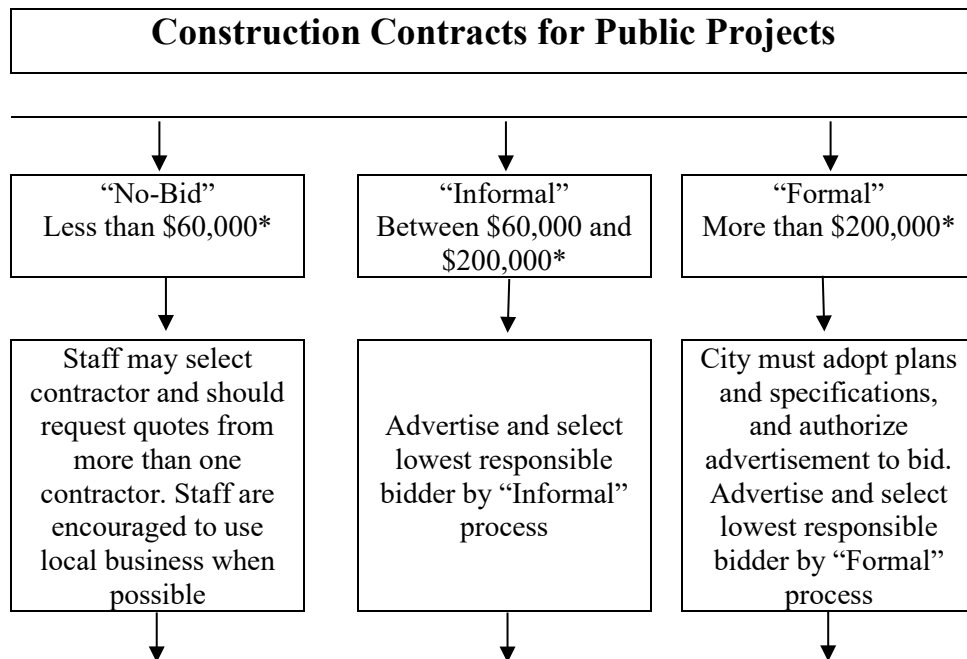 Construction Contracts for Public Projects
“No-Bid”
Less than $60,000*
“Informal”
Between $60,000 and
$200,000*
“Formal”
More than $200,000*
Staff may select
contractor and should
request quotes from
more than one
contractor. Staff are
encouraged to use
local business when
possible
Advertise and select
lowest responsible
bidder by “Informal”
process
City must adopt plans
and specifications,
and authorize
advertisement to bid.
Advertise and select
lowest responsible
bidder by “Formal”
process